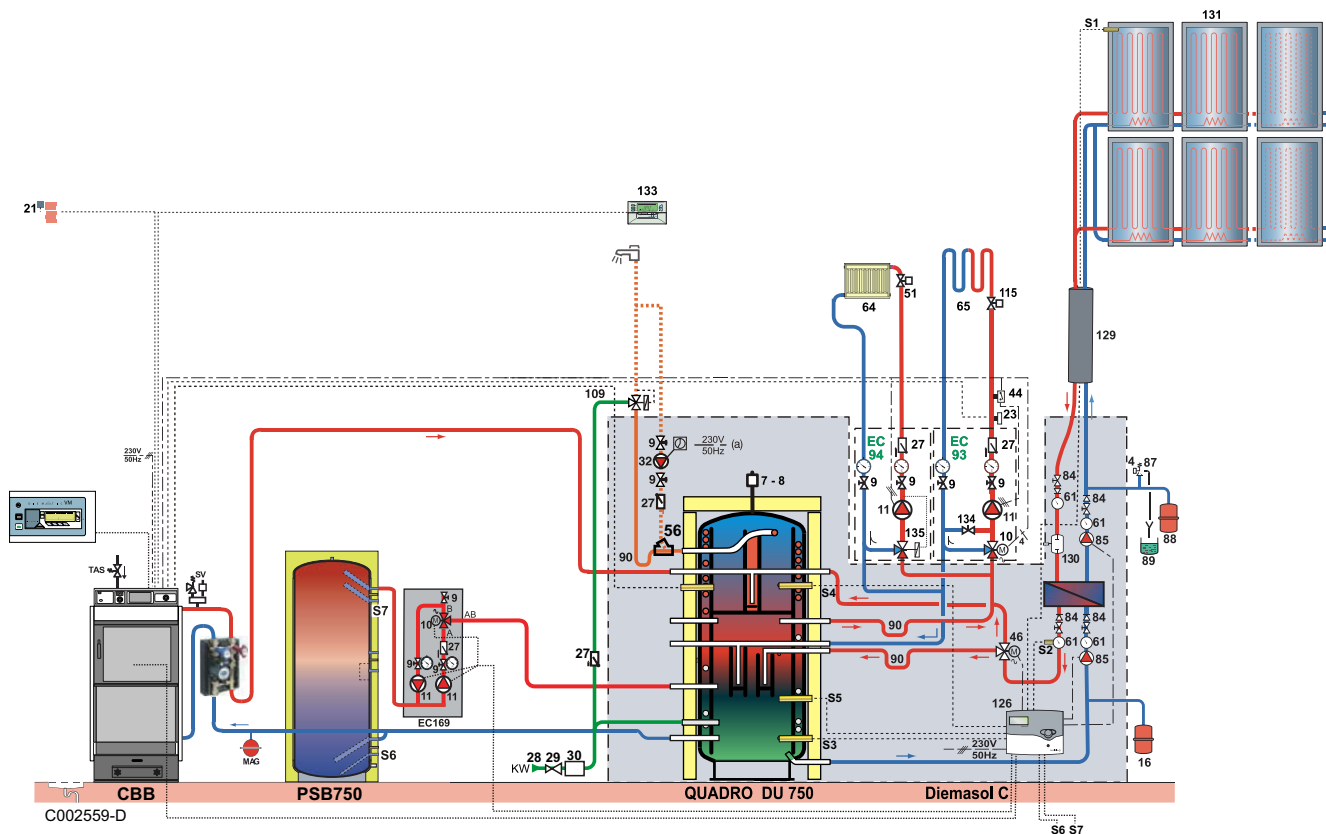 S1
131
21
133
51
115
64
65
129
109
44
23
230V
50Hz
9
230V
50Hz
(a)
32
9
27
EC
94
27
EC
93
27
9
9
9
9
84
4
87
84
61
61
85
88
89
11
135
134
11
10
130
VM
7 - 8
56
90
TAS
SV
S7
9
B
10
M
AB
A
27
9
9
11
11
EC169
S4
90
46
M
M
84
84
S2
61
61
85
90
27
S5
126
S6
MAG
S3
230V
50Hz
16
28
29
30
KW
CBB
PSB750
QUADRO DU 750
Diemasol C
C002559-D
S6 S7